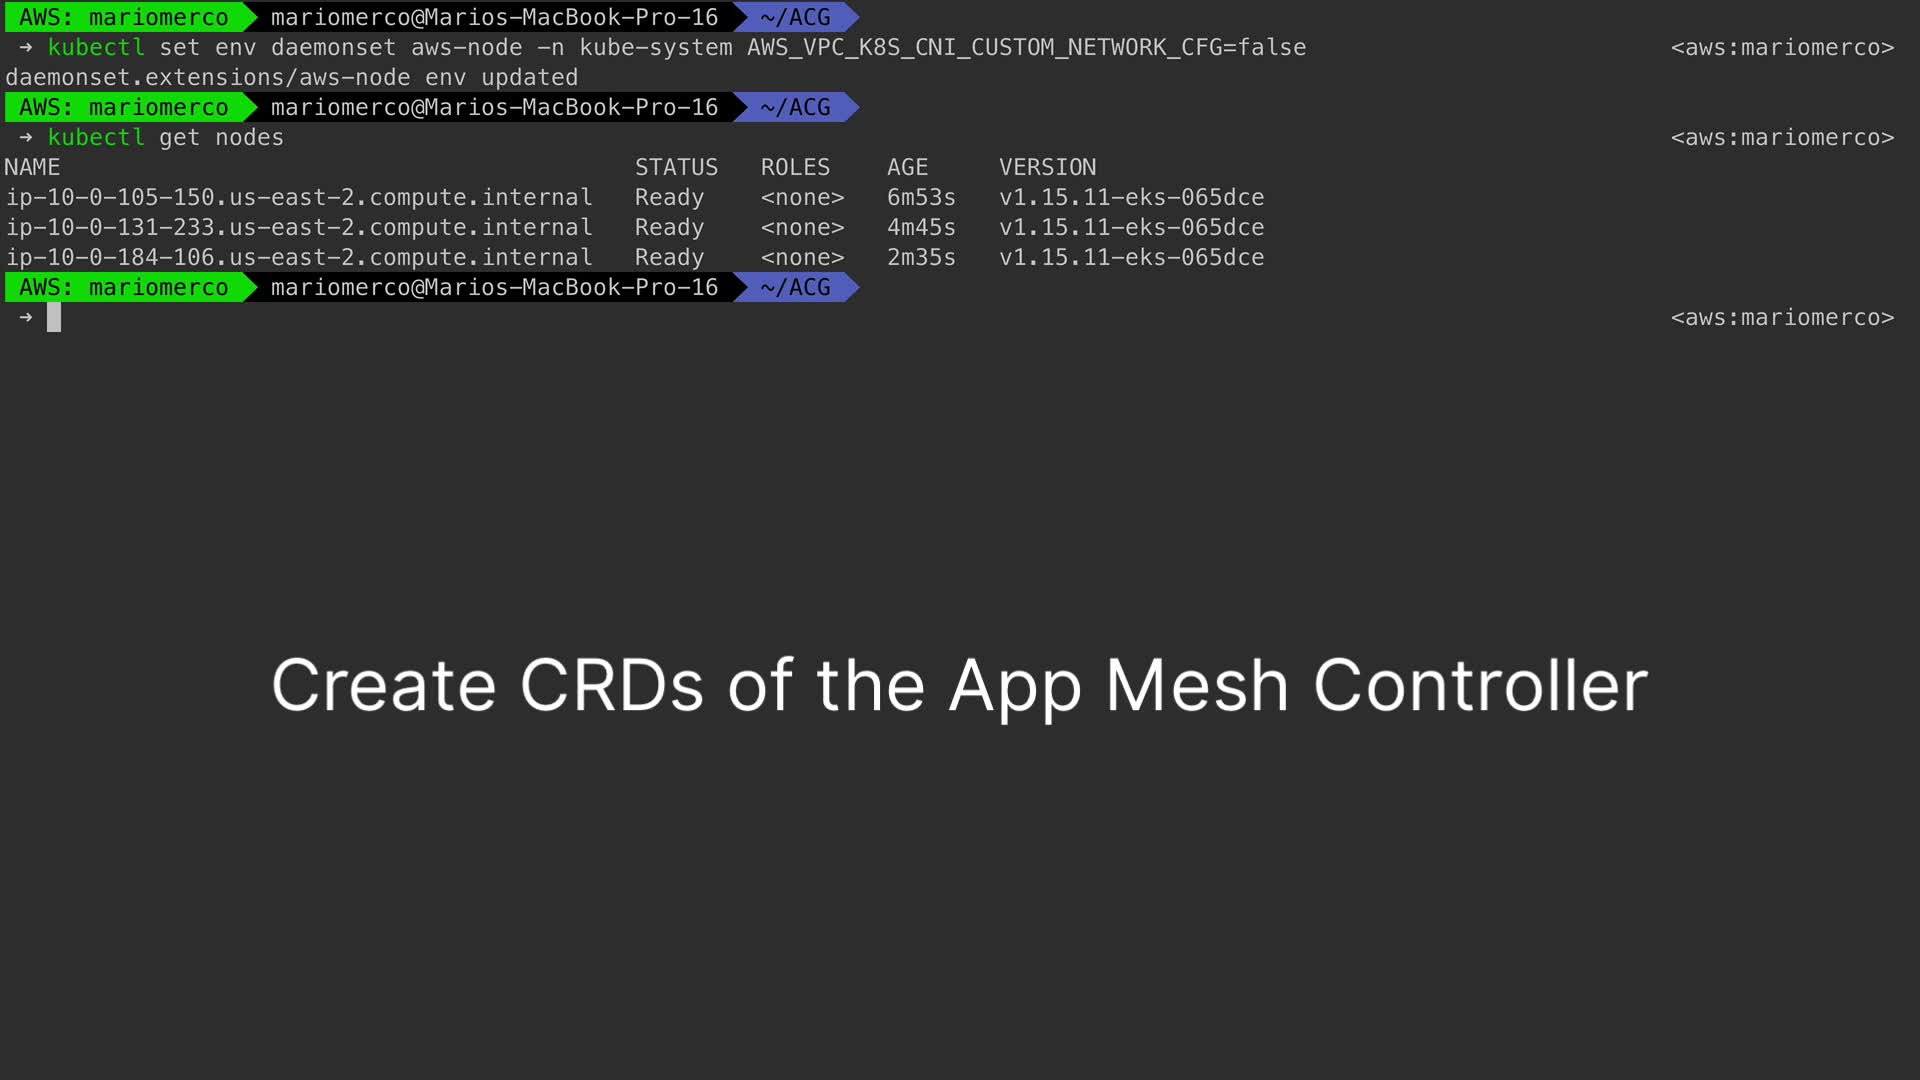 AWS: mariomerco mariomerco@Marios-MacBook-Pro-16 ~/ACG
→ kubectl set env daemonset aws-node -n kube-system AWS_VPC_K8S_CNI_CUSTOM_NETWORK_CFG=false <aws:mariomerco>
daemonset.extensions/aws-node env updated
AWS: mariomerco mariomerco@Marios-MacBook-Pro-16 ~/ACG
→ kubectl get nodes <aws:mariomerco>
NAME STATUS ROLES AGE VERSION
ip-10-0-105-150.us-east-2.compute.internal Ready <none> 6m53s v1.15.11-eks-065dce
ip-10-0-131-233.us-east-2.compute.internal Ready <none> 4m45s v1.15.11-eks-065dce
ip-10-0-184-106.us-east-2.compute.internal Ready <none> 2m35s v1.15.11-eks-065dce
AWS: mariomerco mariomerco@Marios-MacBook-Pro-16 ~/ACG
→ <aws:mariomerco>
Create CRDs of the App Mesh Controller